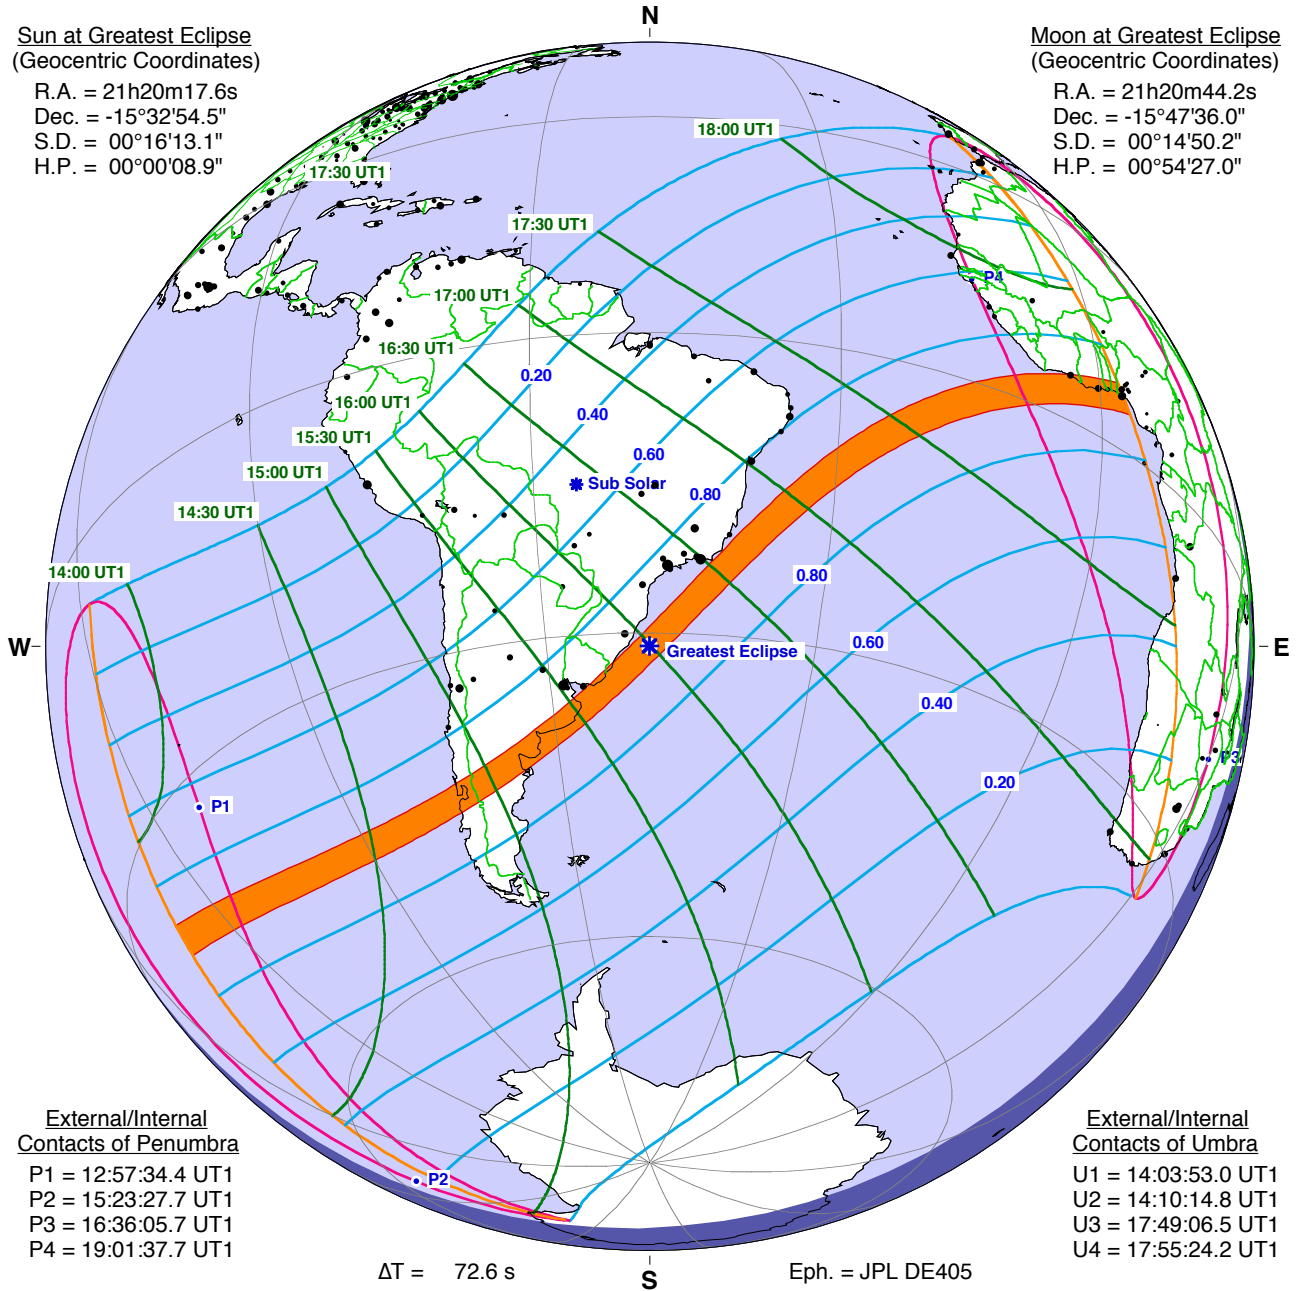 N
Sun at Greatest Eclipse
(Geocentric Coordinates)
R.A. = 21h20m17.6s
Dec. = -15°32'54.5"
S.D. = 00°16'13.1"
H.P. = 00°00'08.9"
Moon at Greatest Eclipse
(Geocentric Coordinates)
R.A. = 21h20m44.2s
Dec. = -15°47'36.0"
S.D. = 00°14'50.2"
H.P. = 00°54'27.0"
18:00 UT1
17:30 UT1
17:30 UT1
P4
17:00 UT1
16:30 UT1
0.20
16:00 UT1
0.40
15:30 UT1
0.60
15:00 UT1
Sub Solar
0.80
14:30 UT1
14:00 UT1
0.80
0.60
W
Greatest Eclipse
E
0.40
P3
0.20
P1
External/Internal
Contacts of Penumbra
P1 = 12:57:34.4 UT1
P2 = 15:23:27.7 UT1
P3 = 16:36:05.7 UT1
P4 = 19:01:37.7 UT1
P2
External/Internal
Contacts of Umbra
U1 = 14:03:53.0 UT1
U2 = 14:10:14.8 UT1
U3 = 17:49:06.5 UT1
U4 = 17:55:24.2 UT1
ΔT = 72.6 s
S
Eph. = JPL DE405